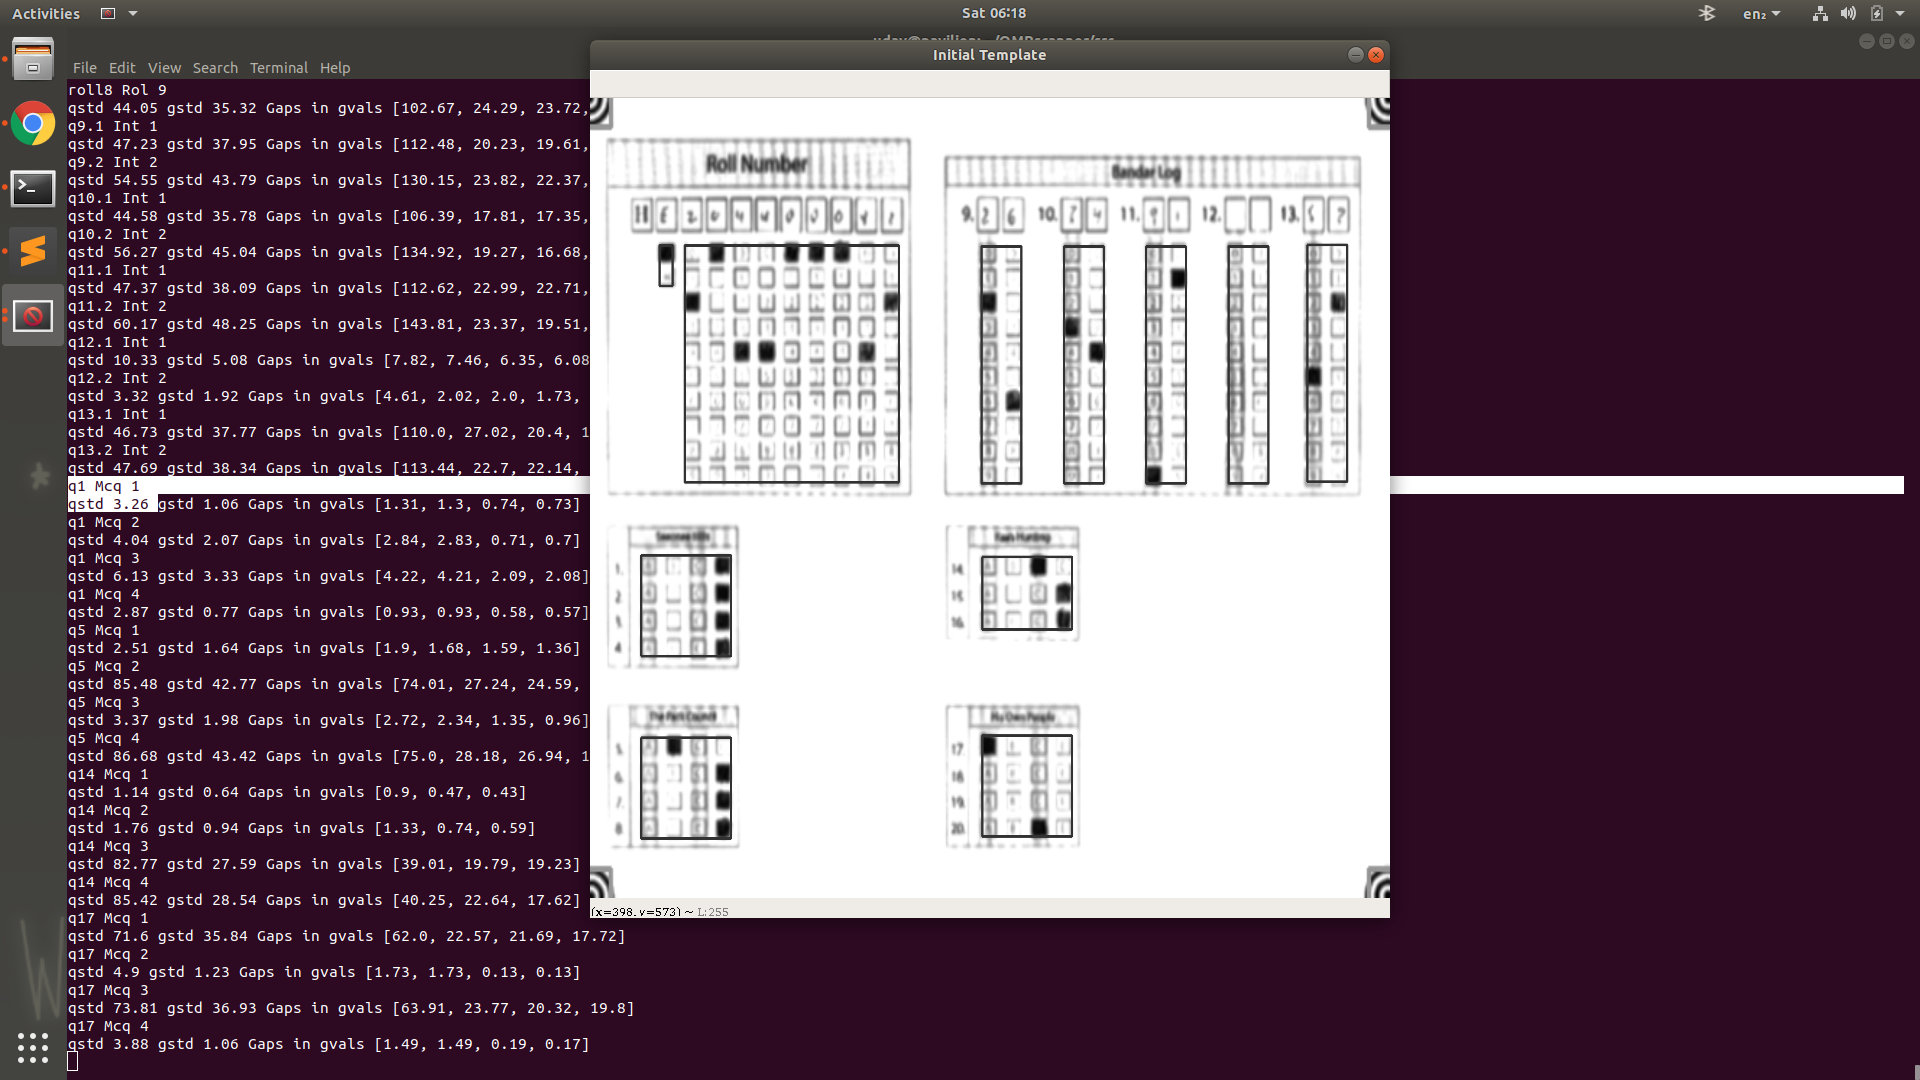 Activities
Sat 06:18
en₂
File Edit View Search Terminal Help
Initial Template
roll8 Rol 9
qstd 44.05 gstd 35.32 Gaps in gvals [102.67, 24.29, 23.72,
q9.1 Int 1
qstd 47.23 gstd 37.95 Gaps in gvals [112.48, 20.23, 19.61,
q9.2 Int 2
qstd 54.55 gstd 43.79 Gaps in gvals [130.15, 23.82, 22.37,
q10.1 Int 1
qstd 44.58 gstd 35.78 Gaps in gvals [106.39, 17.81, 17.35,
q10.2 Int 2
qstd 56.27 gstd 45.04 Gaps in gvals [134.92, 19.27, 16.68,
q11.1 Int 1
qstd 47.37 gstd 38.09 Gaps in gvals [112.62, 22.99, 22.71,
q11.2 Int 2
qstd 60.17 gstd 48.25 Gaps in gvals [143.81, 23.37, 19.51,
q12.1 Int 1
qstd 10.33 gstd 5.08 Gaps in gvals [7.82, 7.46, 6.35, 6.08
q12.2 Int 2
qstd 3.32 gstd 1.92 Gaps in gvals [4.61, 2.02, 2.0, 1.73,
q13.1 Int 1
qstd 46.73 gstd 37.77 Gaps in gvals [110.0, 27.02, 20.4, 1
q13.2 Int 2
qstd 47.69 gstd 38.34 Gaps in gvals [113.44, 22.7, 22.14,
q1 Mcq 1
qstd 3.26 gstd 1.06 Gaps in gvals [1.31, 1.3, 0.74, 0.73]
q1 Mcq 2
qstd 4.04 gstd 2.07 Gaps in gvals [2.84, 2.83, 0.71, 0.7]
q1 Mcq 3
qstd 6.13 gstd 3.33 Gaps in gvals [4.22, 4.21, 2.09, 2.08]
q1 Mcq 4
qstd 2.87 gstd 0.77 Gaps in gvals [0.93, 0.93, 0.58, 0.57]
q5 Mcq 1
qstd 2.51 gstd 1.64 Gaps in gvals [1.9, 1.68, 1.59, 1.36]
q5 Mcq 2
qstd 85.48 gstd 42.77 Gaps in gvals [74.01, 27.24, 24.59,
q5 Mcq 3
qstd 3.37 gstd 1.98 Gaps in gvals [2.72, 2.34, 1.35, 0.96]
q5 Mcq 4
qstd 86.68 gstd 43.42 Gaps in gvals [75.0, 28.18, 26.94, 1
q14 Mcq 1
qstd 1.14 gstd 0.64 Gaps in gvals [0.9, 0.47, 0.43]
q14 Mcq 2
qstd 1.76 gstd 0.94 Gaps in gvals [1.33, 0.74, 0.59]
q14 Mcq 3
qstd 82.77 gstd 27.59 Gaps in gvals [39.01, 19.79, 19.23]
q14 Mcq 4
qstd 85.42 gstd 28.54 Gaps in gvals [40.25, 22.64, 17.62]
q17 Mcq 1
qstd 71.6 gstd 35.84 Gaps in gvals [62.0, 22.57, 21.69, 17.72]
q17 Mcq 2
qstd 4.9 gstd 1.23 Gaps in gvals [1.73, 1.73, 0.13, 0.13]
q17 Mcq 3
qstd 73.81 gstd 36.93 Gaps in gvals [63.91, 23.77, 20.32, 19.8]
q17 Mcq 4
qstd 3.88 gstd 1.06 Gaps in gvals [1.49, 1.49, 0.19, 0.17]
Roll Number
Bandar Log
9. 2 6 10. 7 4 11. 9 1 12. 13.
1.
2.
3.
4.
14.
15.
16.
The Pack Council
5.
6.
7.
8.
17.
18.
19.
20.
(x=398, y=573) ~ L:255